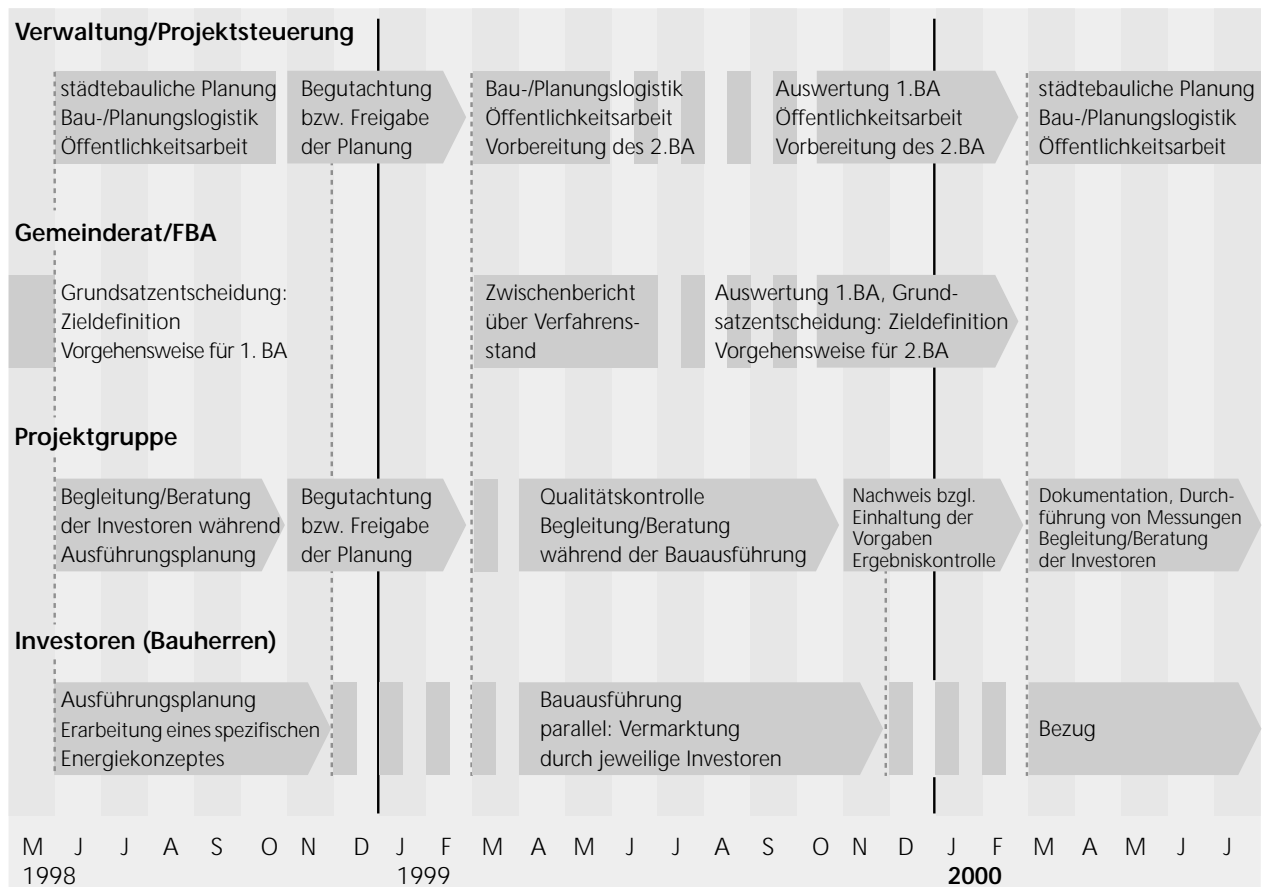 Verwaltung/Projektsteuerung
städtebauliche Planung
Bau-/Planungslogistik
Öffentlichkeitsarbeit
Begutachtung
bzw. Freigabe
der Planung
Bau-/Planungslogistik
Öffentlichkeitsarbeit
Vorbereitung des 2.BA
Auswertung 1.BA
Öffentlichkeitsarbeit
Vorbereitung des 2.BA
städtebauliche Planung
Bau-/Planungslogistik
Öffentlichkeitsarbeit
Gemeinderat/FBA
Grundsatzentscheidung:
Zieldefinition
Vorgehensweise für 1. BA
Zwischenbericht
über Verfahrens-
stand
Auswertung 1.BA, Grund-
satzentscheidung: Zieldefinition
Vorgehensweise für 2.BA
Projektgruppe
Begleitung/Beratung
der Investoren während
Ausführungsplanung
Begutachtung
bzw. Freigabe
der Planung
Qualitätskontrolle
Begleitung/Beratung
während der Bauausführung
Nachweis bzgl.
Einhaltung der
Vorgaben
Ergebniskontrolle
Dokumentation, Durch-
führung von Messungen
Begleitung/Beratung
der Investoren
Investoren (Bauherren)
Ausführungsplanung
Erarbeitung eines spezifischen
Energiekonzeptes
Bauausführung
parallel: Vermarktung
durch jeweilige Investoren
Bezug
M J J A S O N D J F M A M J J A S O N D J F M A M J J
1998 1999 2000